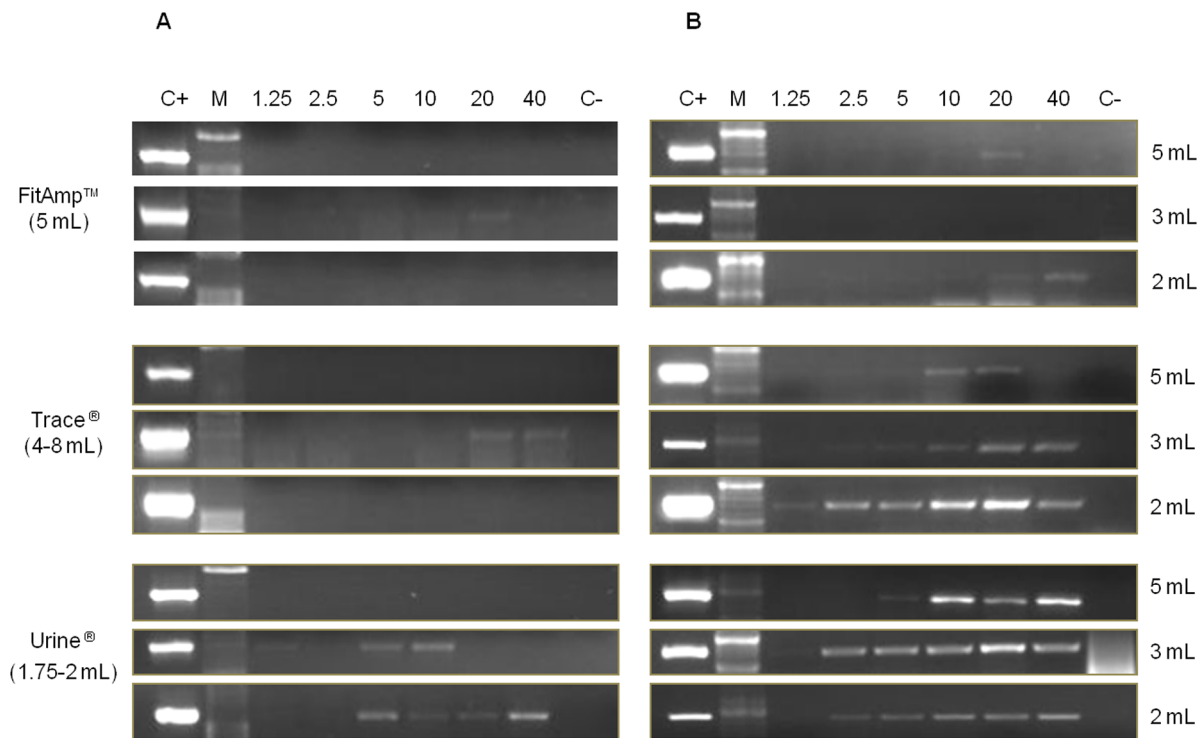 A B
C+ M 1.25 2.5 5 10 20 40 C- C+ M 1.25 2.5 5 10 20 40 C-
5 mL
FitAmp™
(5 mL)
3 mL
2 mL
5 mL
Trace®
(4-8 mL)
3 mL
2 mL
5 mL
Urine®
(1.75-2 mL)
3 mL
2 mL